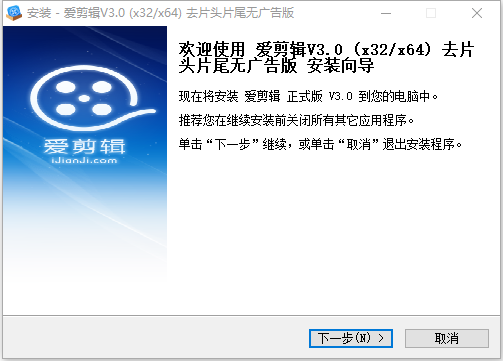 安装 - 爱剪辑V3.0 (x32/x64) 去片头片尾无广告版
欢迎使用 爱剪辑V3.0 (x32/x64) 去片
头片尾无广告版 安装向导
现在将安装 爱剪辑 正式版 V3.0 到您的电脑中。
推荐您在继续安装前关闭所有其它应用程序。
单击“下一步”继续，或单击“取消”退出安装程序。
爱剪辑
iJianJi.com
下一步(N) >
取消